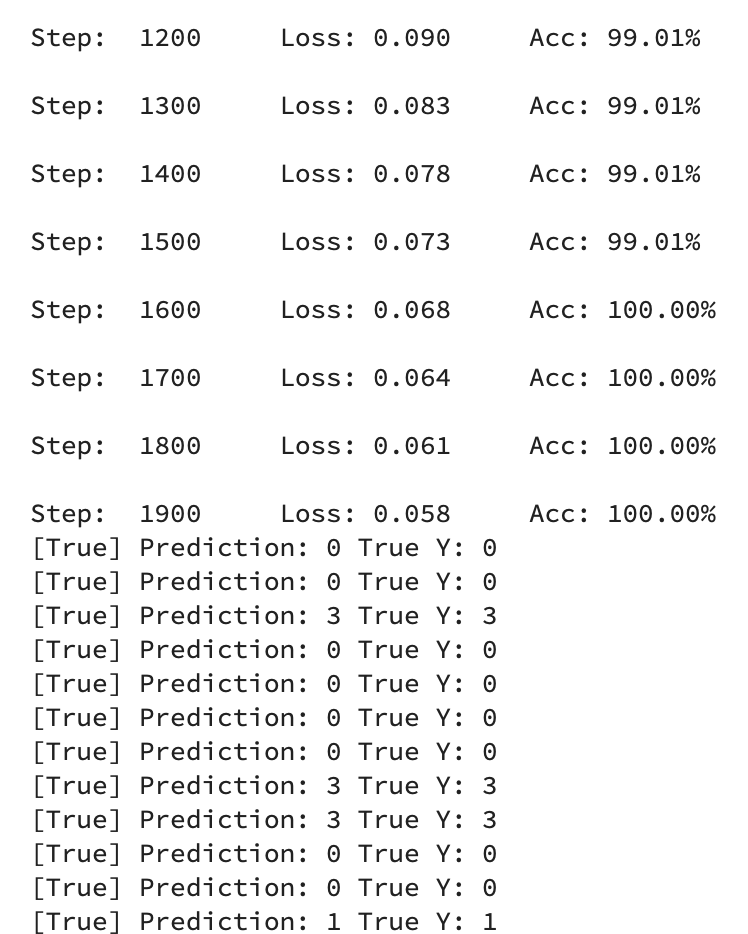 Step:  1200     Loss: 0.090     Acc: 99.01%
Step:  1300     Loss: 0.083     Acc: 99.01%
Step:  1400     Loss: 0.078     Acc: 99.01%
Step:  1500     Loss: 0.073     Acc: 99.01%
Step:  1600     Loss: 0.068     Acc: 100.00%
Step:  1700     Loss: 0.064     Acc: 100.00%
Step:  1800     Loss: 0.061     Acc: 100.00%
Step:  1900     Loss: 0.058     Acc: 100.00%
[True] Prediction: 0 True Y: 0
[True] Prediction: 0 True Y: 0
[True] Prediction: 3 True Y: 3
[True] Prediction: 0 True Y: 0
[True] Prediction: 0 True Y: 0
[True] Prediction: 0 True Y: 0
[True] Prediction: 0 True Y: 0
[True] Prediction: 3 True Y: 3
[True] Prediction: 3 True Y: 3
[True] Prediction: 0 True Y: 0
[True] Prediction: 0 True Y: 0
[True] Prediction: 1 True Y: 1